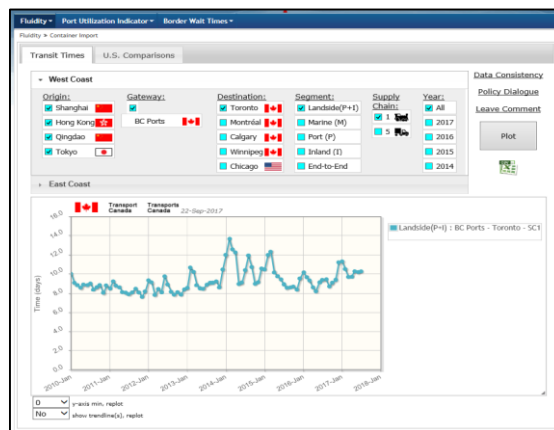 Fluidity Port Utilization Indicator Border Wait Times
Fluidity > Container Import
Transit Times U.S. Comparisons
West Coast
Data Consistency
Policy Dialogue
Leave Comment
Plot
Origin: Gateway: Destination: Segment: Supply Chain: Year:
Shanghai Toronto Landside(P+I) 1 All
Hong Kong BC Ports Montréal Marine (M) 5 2017
Qingdao Calgary Port (P) 2016
Tokyo Winnipeg Inland (I) 2015
Chicago End-to-End 2014
East Coast
Transport Canada Transports Canada 22-Sep-2017
Landside(P+I) : BC Ports - Toronto - SC1
Time (days)
16.0
14.0
12.0
10.0
8.0
6.0
4.0
2.0
0.0
2010-Jan 2011-Jan 2012-Jan 2013-Jan 2014-Jan 2015-Jan 2016-Jan 2017-Jan 2018-Jan
0 y-axis min, replot
No show trendline(s), replot